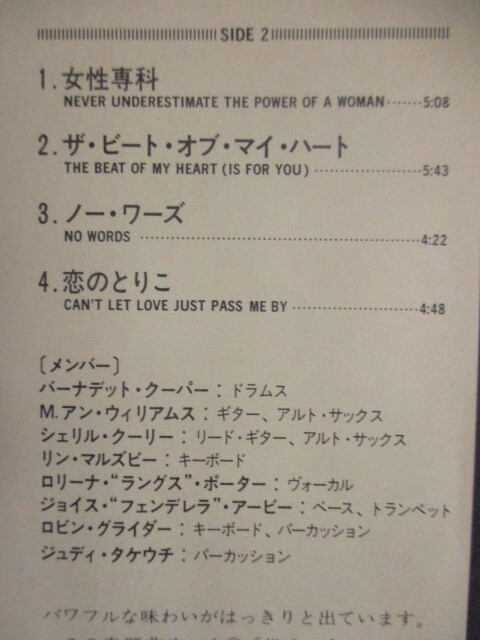 SIDE 2
1. 女性専科
NEVER UNDERESTIMATE THE POWER OF A WOMAN······· 5:08
2. ザ・ビート・オブ・マイ・ハート
THE BEAT OF MY HEART (IS FOR YOU) ····················· 5:43
3. ノー・ワーズ
NO WORDS ······················································ 4:22
4. 恋のとりこ
CAN'T LET LOVE JUST PASS ME BY ························ 4:48
〔メンバー〕
バーナデット・クーパー：ドラムス
M.アン・ウィリアムス：ギター、アルト・サックス
シェリル・クーリー：リード・ギター、アルト・サックス
リン・マルズビー：キーボード
ロリーナ・“ラングス”・ポーター：ヴォーカル
ジョイス・“フェンデレラ”・アービー：ベース、トランペット
ロビン・グライダー：キーボード、パーカッション
ジュディ・タケウチ：パーカッション
パワフルな味わいがはっきりと出ています。